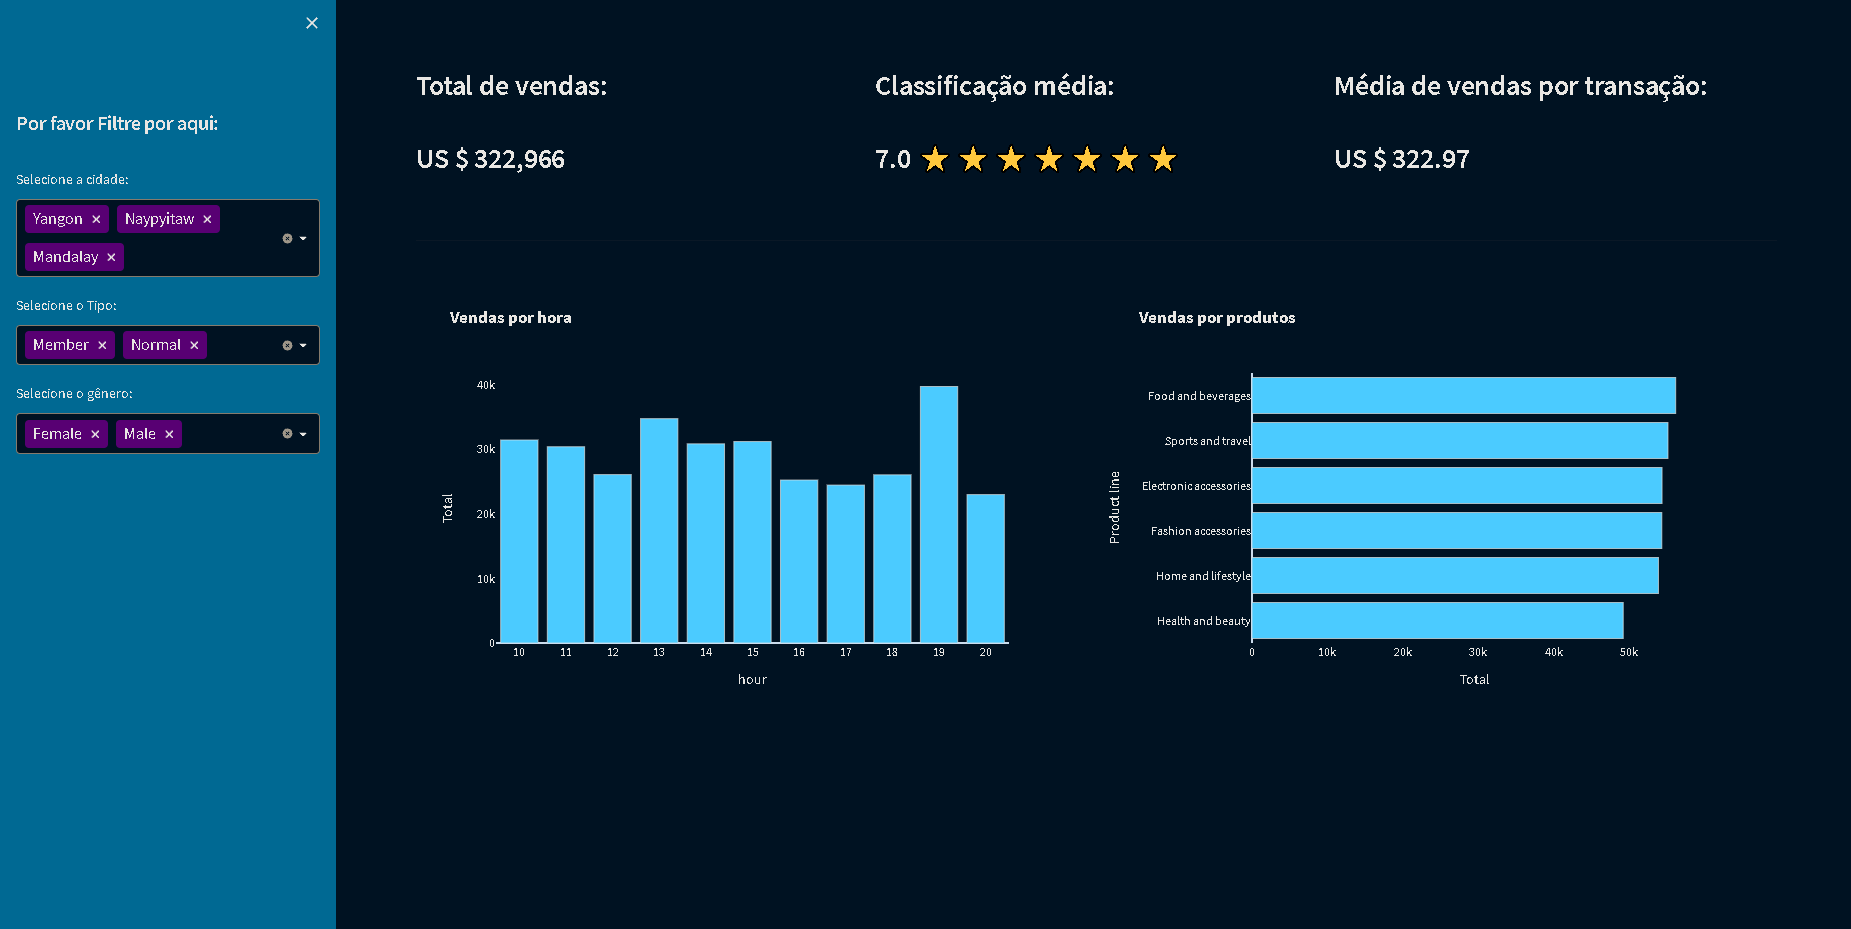 Por favor Filtre por aqui:
Selecione a cidade:
Yangon Naypyitaw
Mandalay
Selecione o Tipo:
Member Normal
Selecione o gênero:
Female Male
Total de vendas:
US $ 322,966
Classificação média:
7.0
Média de vendas por transação:
US $ 322.97
Vendas por hora
Total
40k
30k
20k
10k
0
10 11 12 13 14 15 16 17 18 19 20
hour
Vendas por produtos
Product line
Food and beverages
Sports and travel
Electronic accessories
Fashion accessories
Home and lifestyle
Health and beauty
0 10k 20k 30k 40k 50k
Total